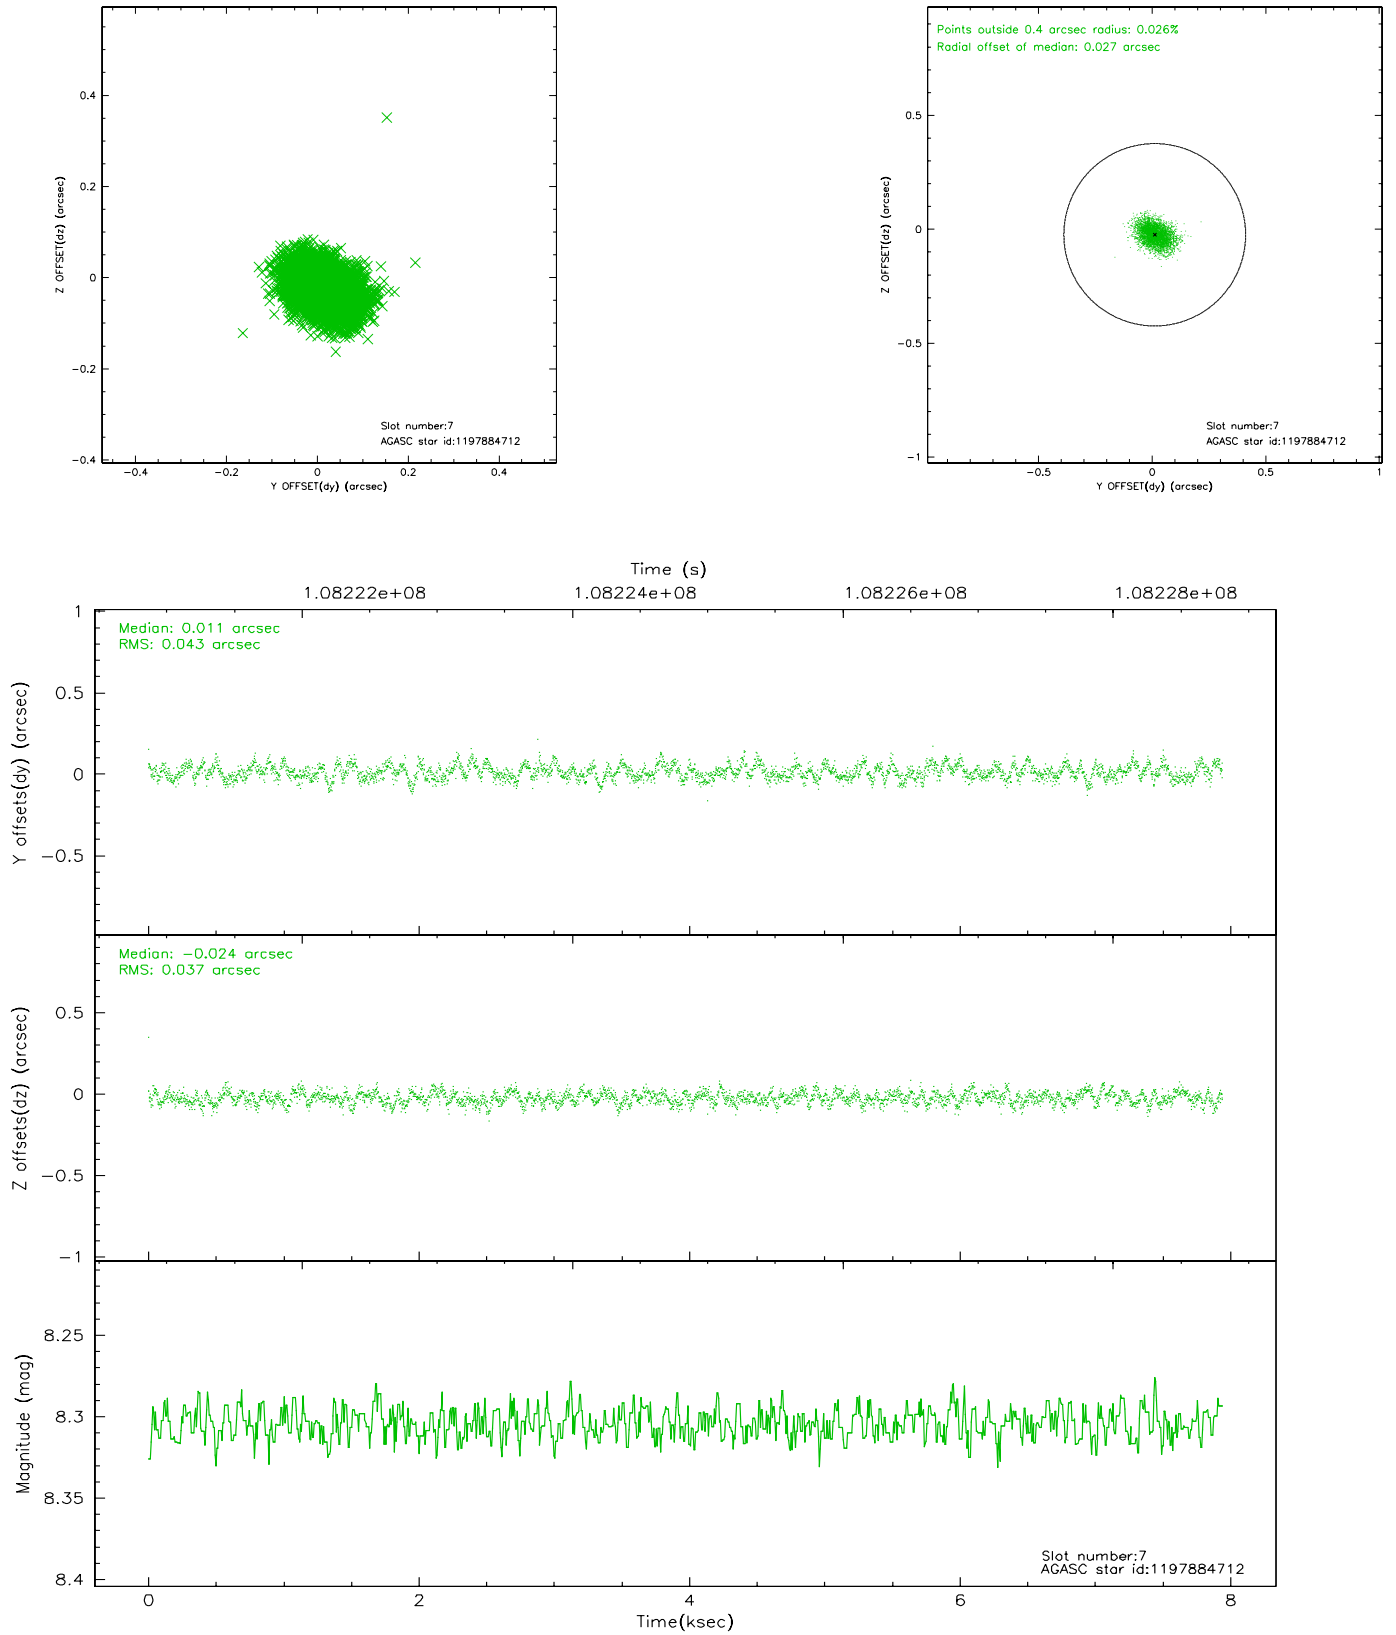 0.4
0.2
0
−0.2
−0.4
Z OFFSET(dz) (arcsec)
−0.4
−0.2
0
0.2
0.4
Y OFFSET(dy) (arcsec)
Slot number:7
AGASC star id:1197884712
Points outside 0.4 arcsec radius: 0.026%
Radial offset of median: 0.027 arcsec
0.5
0
−0.5
−1
Z OFFSET(dz) (arcsec)
−0.5
0
0.5
1
Y OFFSET(dy) (arcsec)
Slot number:7
AGASC star id:1197884712
Time (s)
1.08222e+08
1.08224e+08
1.08226e+08
1.08228e+08
Median: 0.011 arcsec
RMS: 0.043 arcsec
1
0.5
0
−0.5
Y offsets(dy) (arcsec)
Median: −0.024 arcsec
RMS: 0.037 arcsec
0.5
0
−0.5
−1
Z offsets(dz) (arcsec)
8.25
8.3
8.35
8.4
Magnitude (mag)
Slot number:7
AGASC star id:1197884712
0
2
4
6
8
Time(ksec)